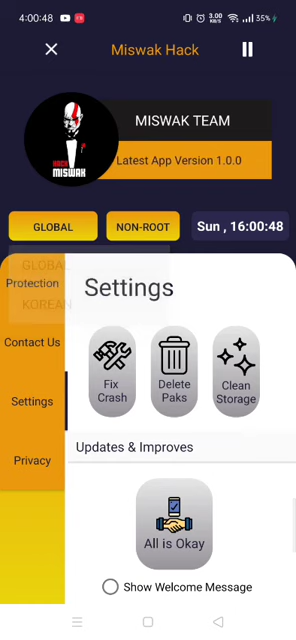 4:00:48
3.00
KB/S
35%
Miswak Hack
MISWAK TEAM
HACK
MISWAK
Latest App Version 1.0.0
GLOBAL
NON-ROOT
Sun , 16:00:48
GLOBAL
KOREAN
Protection
Contact Us
Settings
Privacy
Settings
Fix
Crash
Delete
Paks
Clean
Storage
Updates & Improves
All is Okay
Show Welcome Message